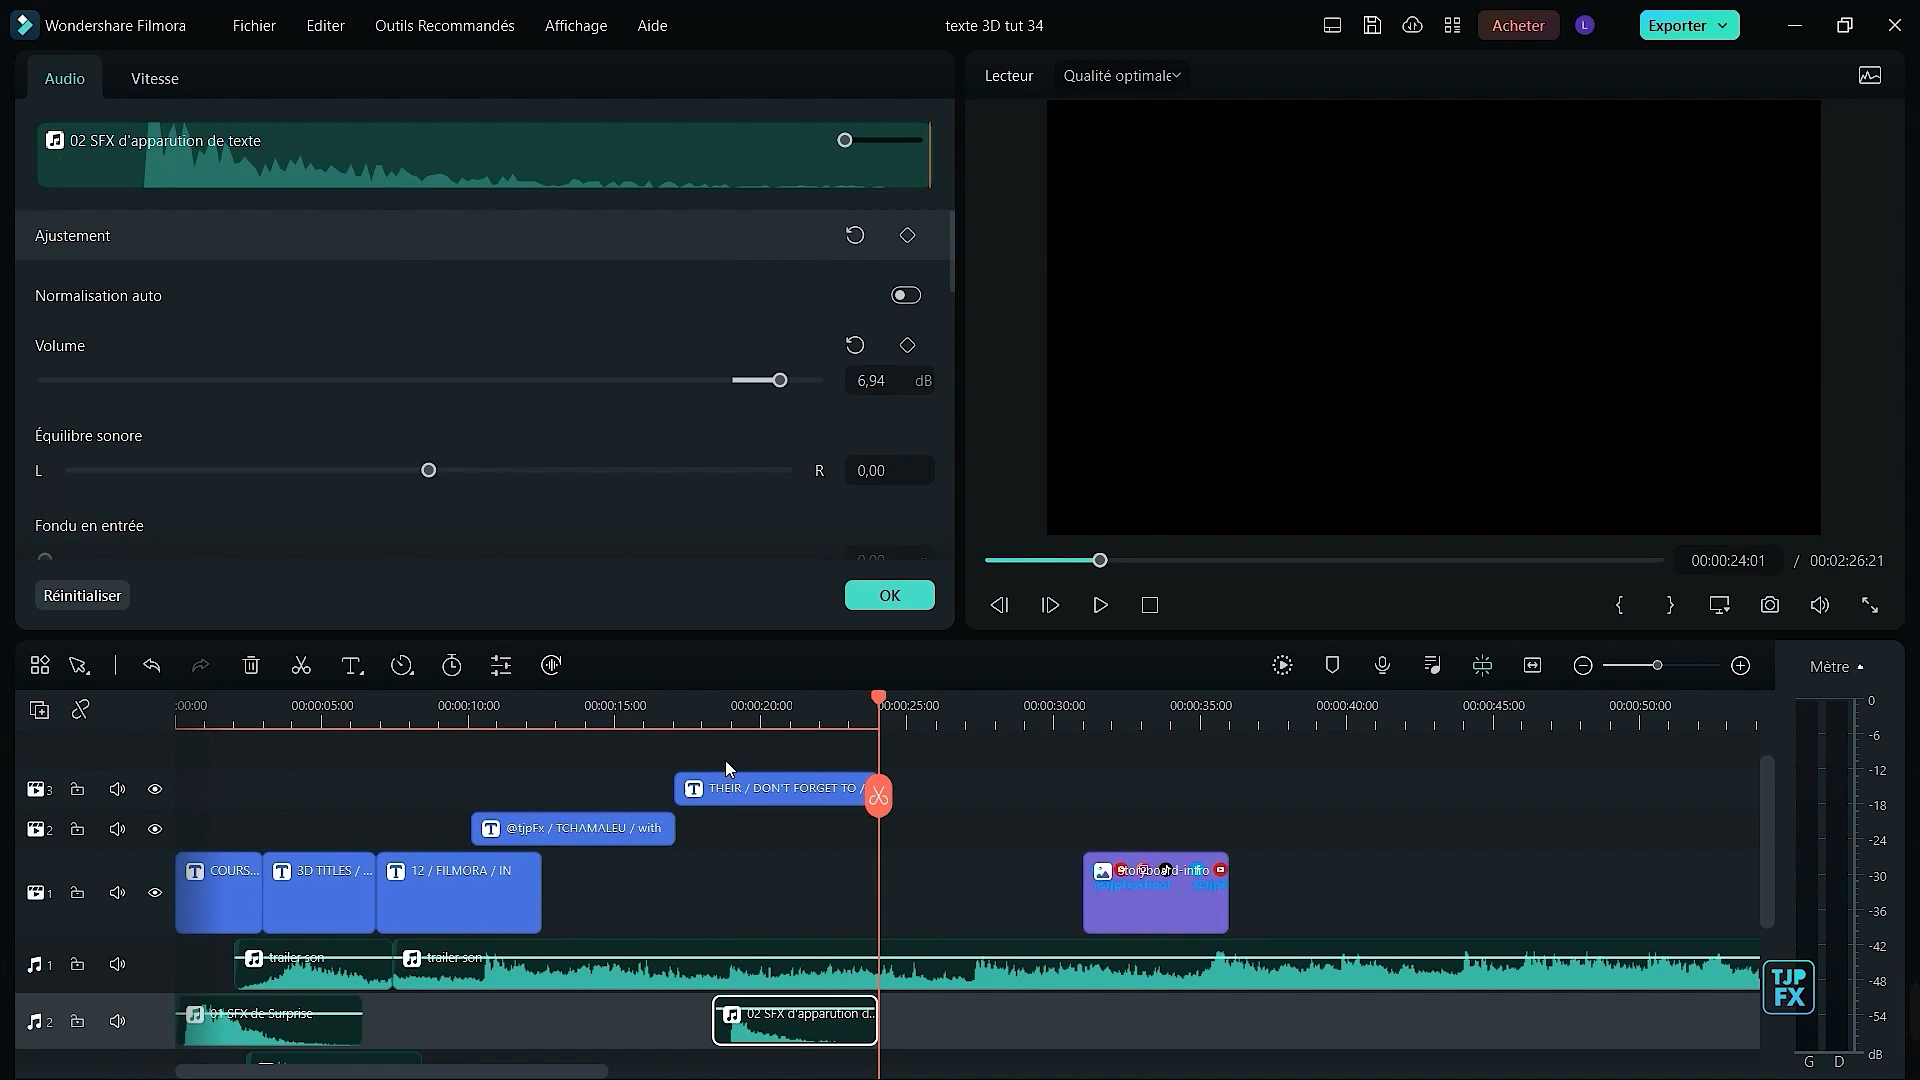 Wondershare Filmora
Fichier
Editer
Outils Recommandés
Affichage
Aide
texte 3D tut 34
Acheter
L
Exporter
Audio
Vitesse
Lecteur
Qualité optimale
02 SFX d'apparution de texte
Ajustement
Normalisation auto
Volume
6,94 dB
Équilibre sonore
L
R
0,00
Fondu en entrée
Réinitialiser
OK
00:00:24:01 / 00:02:26:21
Mètre
:00:00
00:00:05:00
00:00:10:00
00:00:15:00
00:00:20:00
00:00:25:00
00:00:30:00
00:00:35:00
00:00:40:00
00:00:45:00
00:00:50:00
3
THEIR / DON'T FORGET TO /
2
@tjpFx / TCHAMALEU / with
1
COURS...
3D TITLES / ...
12 / FILMORA / IN
Storyboard-intro
1
trailer son
trailer son
2
01 SFX de Surprise
02 SFX d'apparution d...
0
-6
-12
-18
-24
-30
-36
-42
-48
-54
dB
G D
TJP
FX